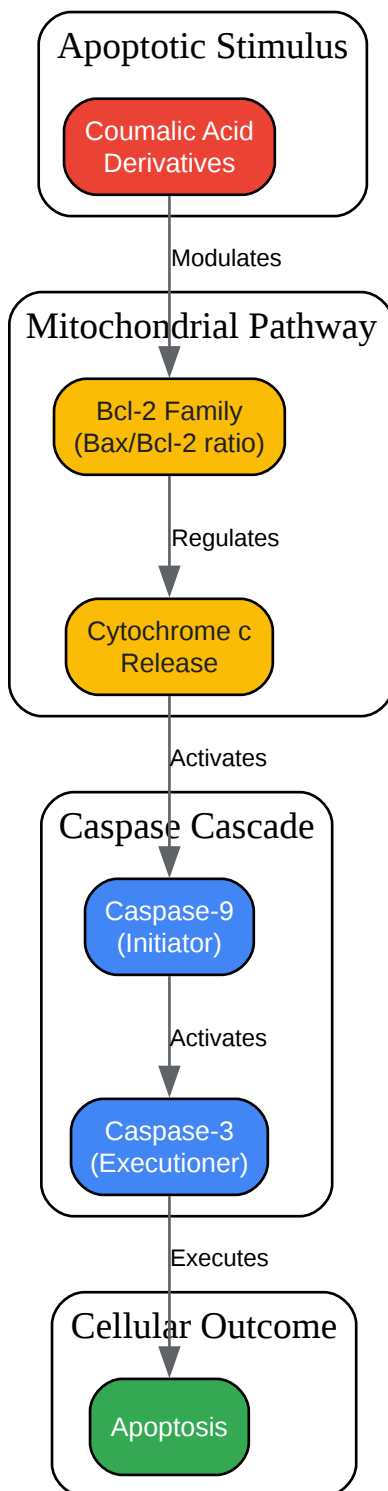 Apoptotic Stimulus
Coumalic Acid
Derivatives
Modulates
Mitochondrial Pathway
Bcl-2 Family
(Bax/Bcl-2 ratio)
Regulates
Cytochrome c
Release
Activates
Caspase Cascade
Caspase-9
(Initiator)
Activates
Caspase-3
(Executioner)
Executes
Cellular Outcome
Apoptosis